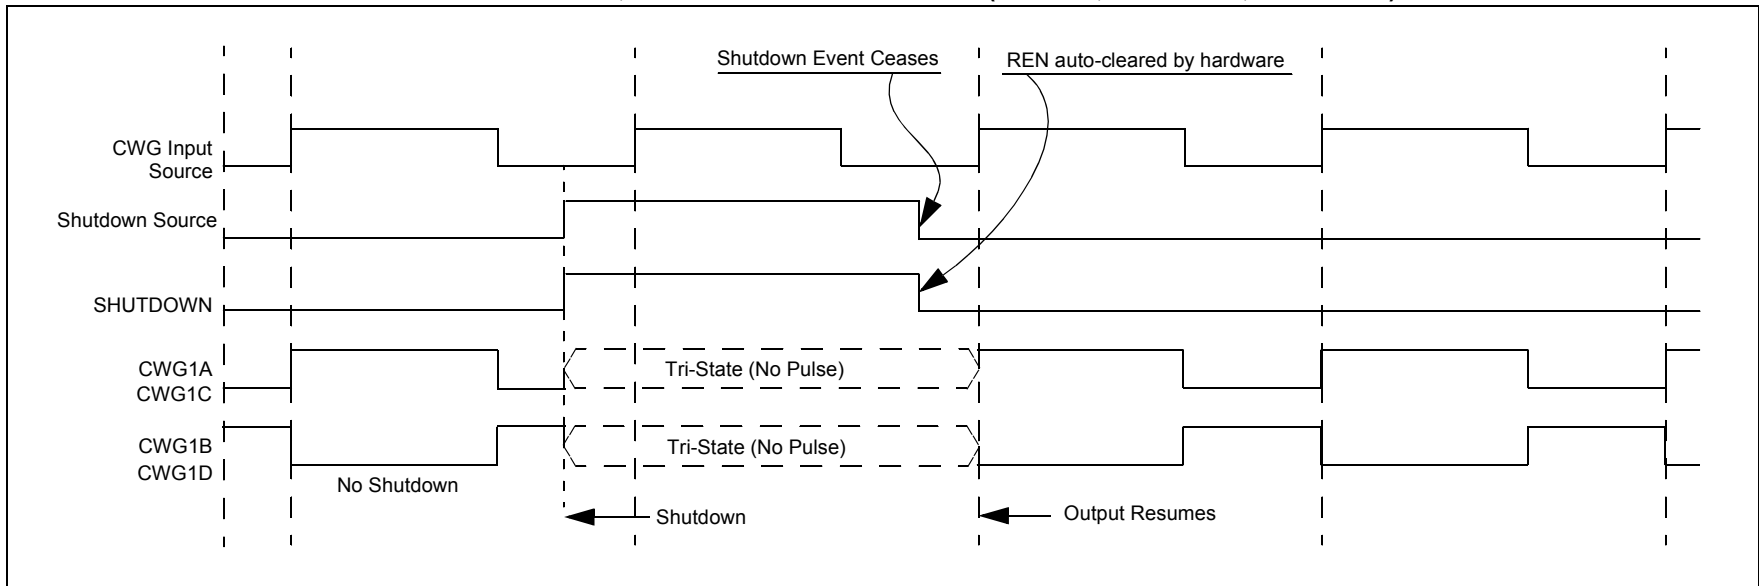 Shutdown Event Ceases
REN auto-cleared by hardware
CWG Input
Source
Shutdown Source
SHUTDOWN
CWG1A
CWG1C
Tri-State (No Pulse)
CWG1B
CWG1D
Tri-State (No Pulse)
No Shutdown
Shutdown
Output Resumes